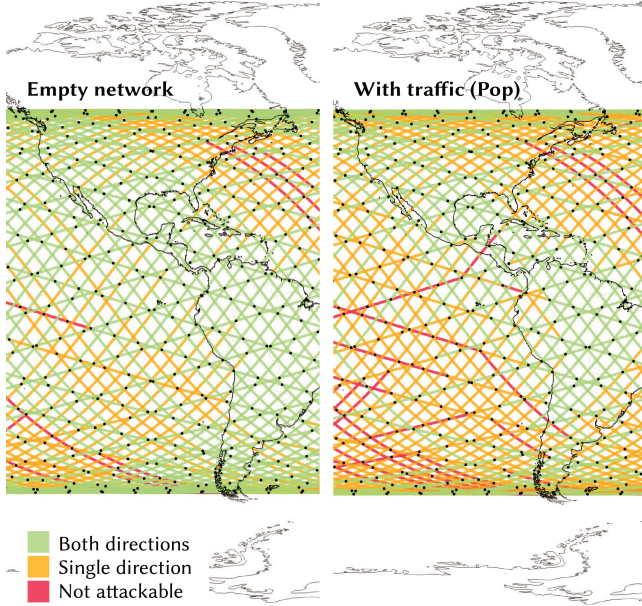 Empty network
With traffic (Pop)
Both directions
Single direction
Not attackable